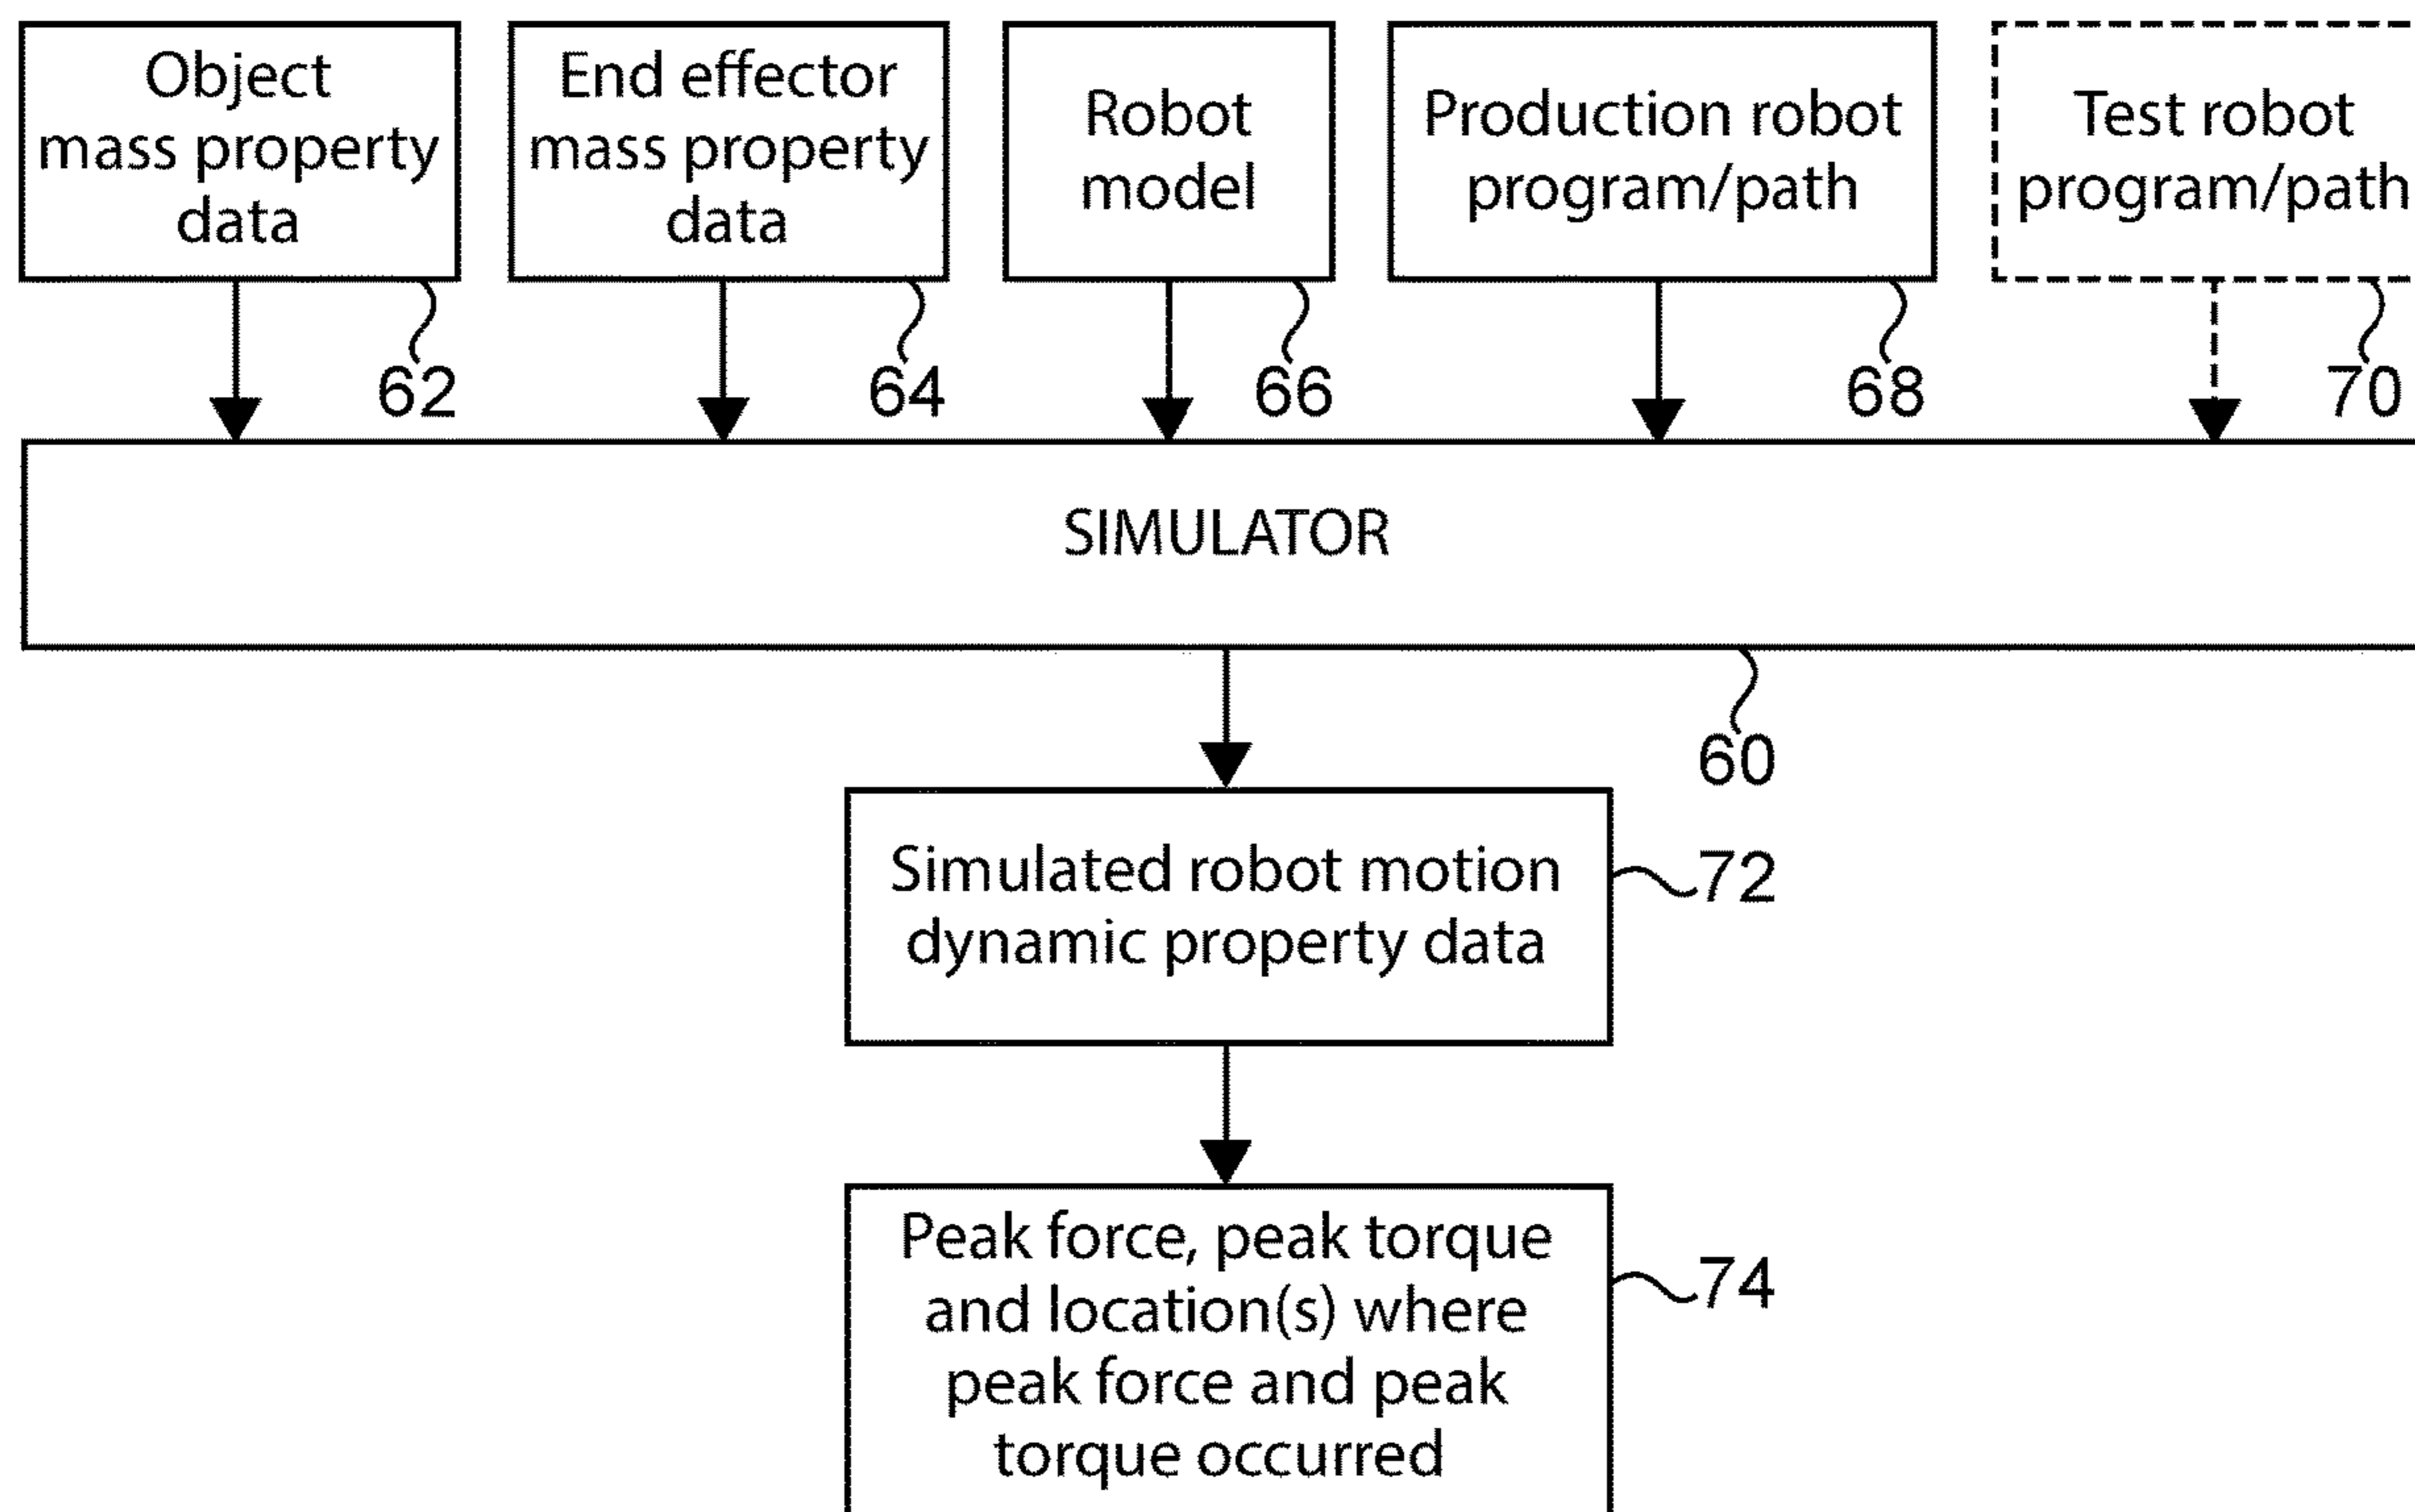 Object
mass property
data
End effector
mass property
data
Robot
model
Production robot
program/path
Test robot
program/path
62
64
66
68
70
SIMULATOR
60
Simulated robot motion
dynamic property data
72
Peak force, peak torque
and location(s) where
peak force and peak
torque occurred
74